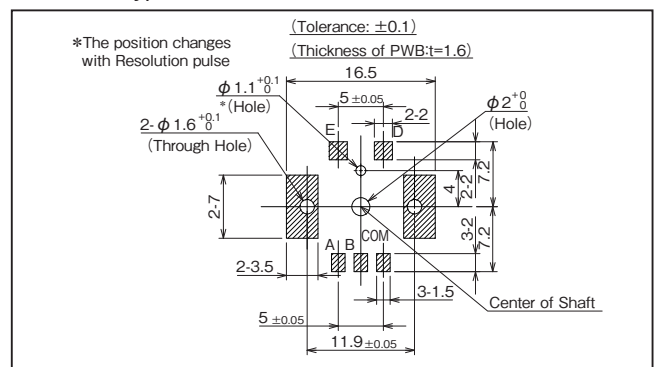 (Tolerance: ±0.1)
*The position changes
with Resolution pulse
(Thickness of PWB:t=1.6)
16.5
φ1.1 +0.1 0
*(Hole)
5 ±0.05
φ2 +0 0
(Hole)
2-φ1.6 +0.1 0
(Through Hole)
E
2-2
D
2-7
4
2-2
7.2
A
B
COM
3-2
7.2
2-3.5
3-1.5
Center of Shaft
5 ±0.05
11.9 ±0.05